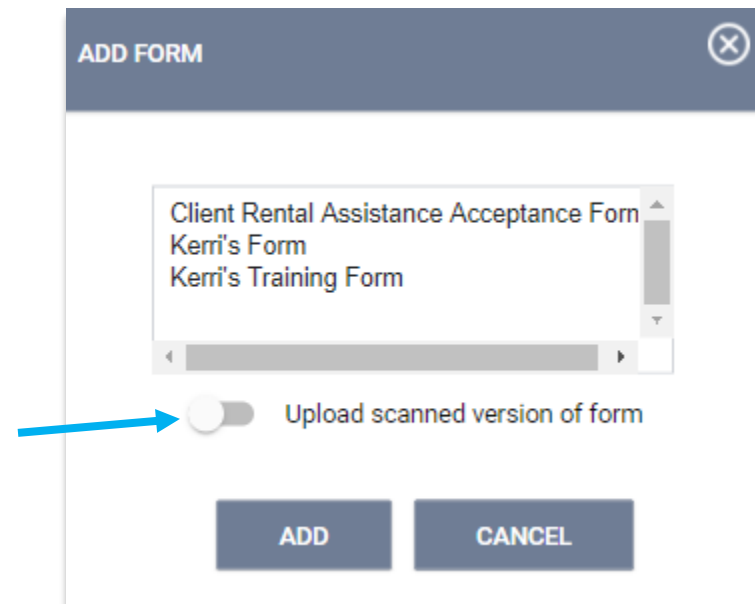 ADD FORM
Client Rental Assistance Acceptance Forn
Kerri's Form
Kerri's Training Form
Upload scanned version of form
ADD CANCEL